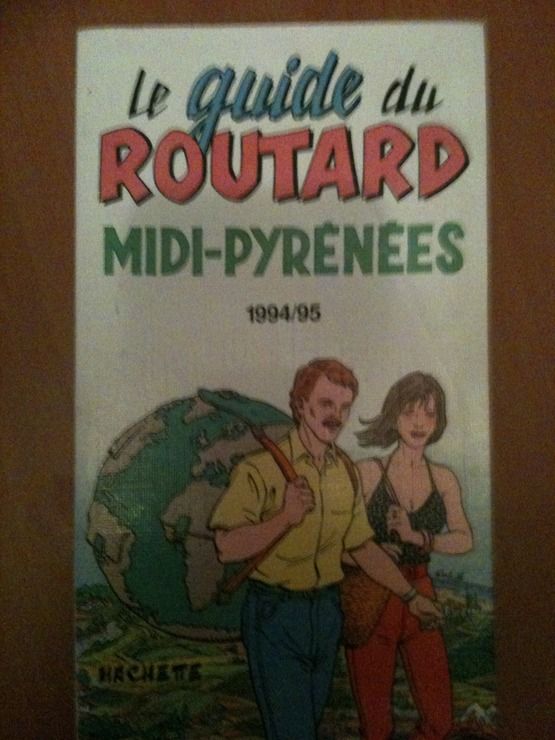 Le guide du
ROUTARD
MIDI-PYRÉNÉES
1994/95
HACHETTE